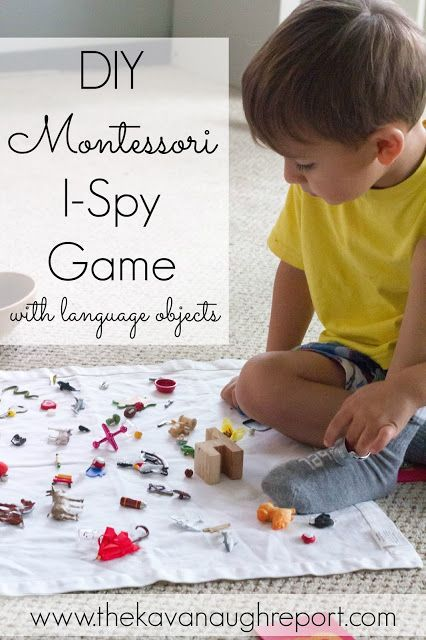 DIY
Montessori
I-Spy
Game
with language objects
www.thekavanaughreport.com